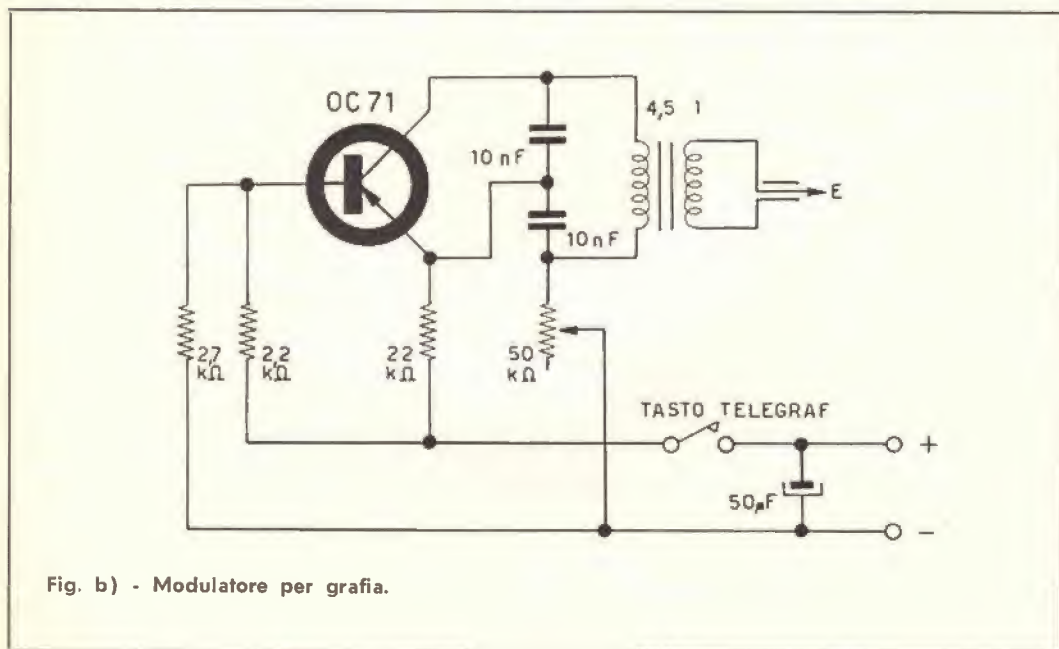 OC 71
4,5 1
10 nF
E
10 nF
2,7
kΩ
2,2
kΩ
22
kΩ
50
kΩ
TASTO TELEGRAF
+
50µF
-
Fig. b) - Modulatore per grafia.